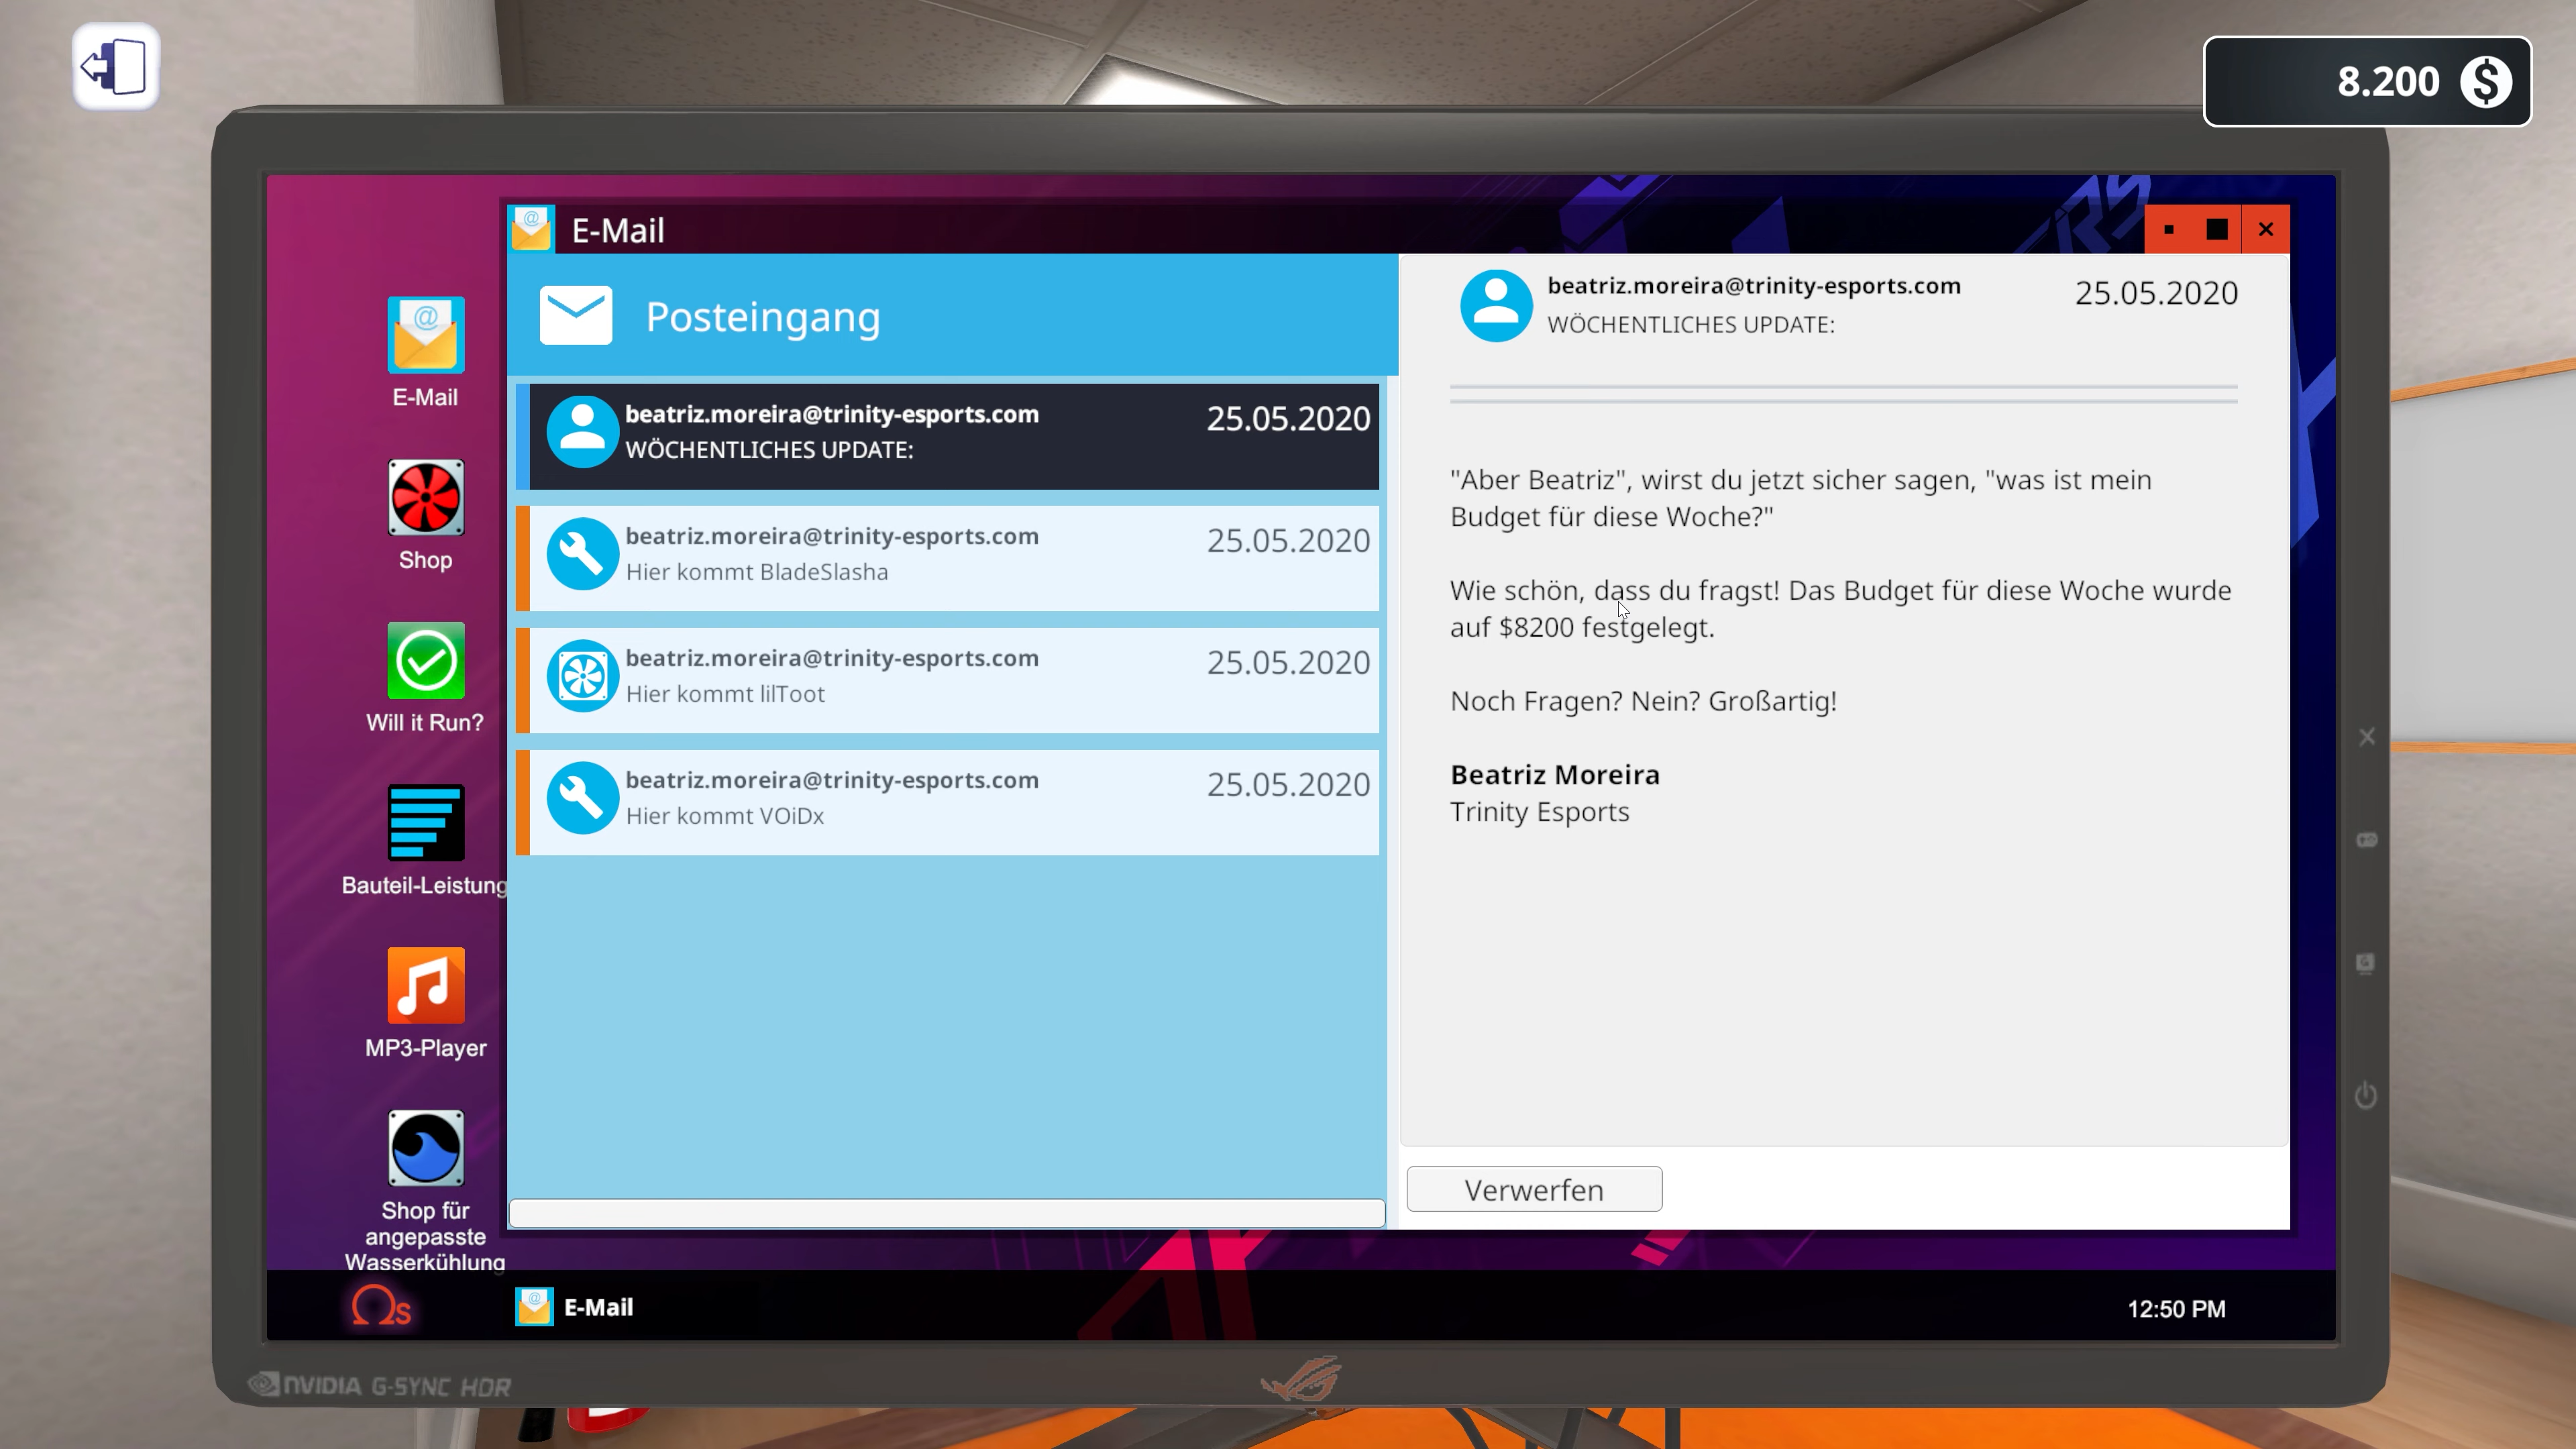 8.200
E-Mail
Posteingang
beatriz.moreira@trinity-esports.com
25.05.2020
WÖCHENTLICHES UPDATE:
beatriz.moreira@trinity-esports.com
25.05.2020
Hier kommt BladeSlasha
beatriz.moreira@trinity-esports.com
25.05.2020
Hier kommt lilToot
beatriz.moreira@trinity-esports.com
25.05.2020
Hier kommt VOiDx
beatriz.moreira@trinity-esports.com
25.05.2020
WÖCHENTLICHES UPDATE:
"Aber Beatriz", wirst du jetzt sicher sagen, "was ist mein
Budget für diese Woche?"
Wie schön, dass du fragst! Das Budget für diese Woche wurde
auf $8200 festgelegt.
Noch Fragen? Nein? Großartig!
Beatriz Moreira
Trinity Esports
Verwerfen
E-Mail
Shop
Will it Run?
Bauteil-Leistung
MP3-Player
Shop für
angepasste
Wasserkühlung
Ωs
E-Mail
12:50 PM
NVIDIA G-SYNC HDR